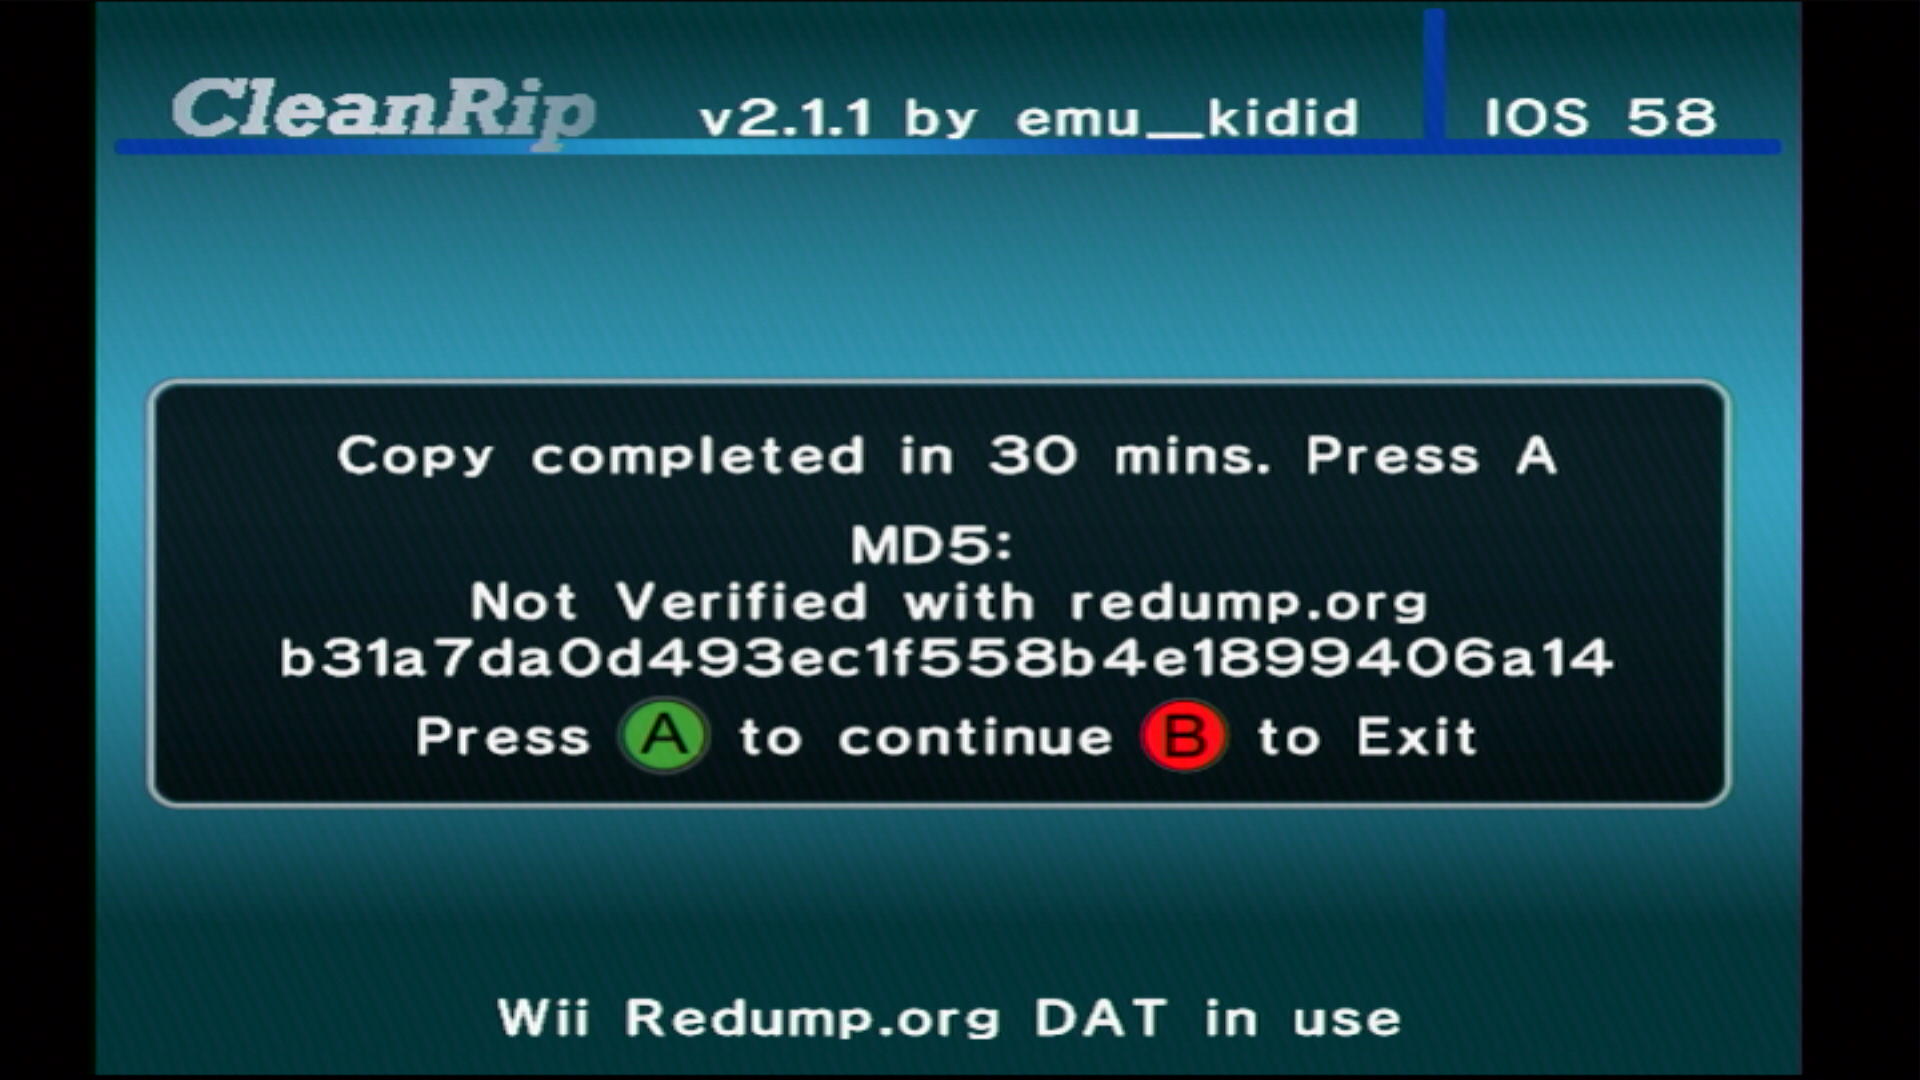 CleanRip v2.1.1 by emu_kidid IOS 58
Copy completed in 30 mins. Press A
MD5:
Not Verified with redump.org
b31a7da0d493ec1f558b4e1899406a14
Press A to continue B to Exit
Wii Redump.org DAT in use